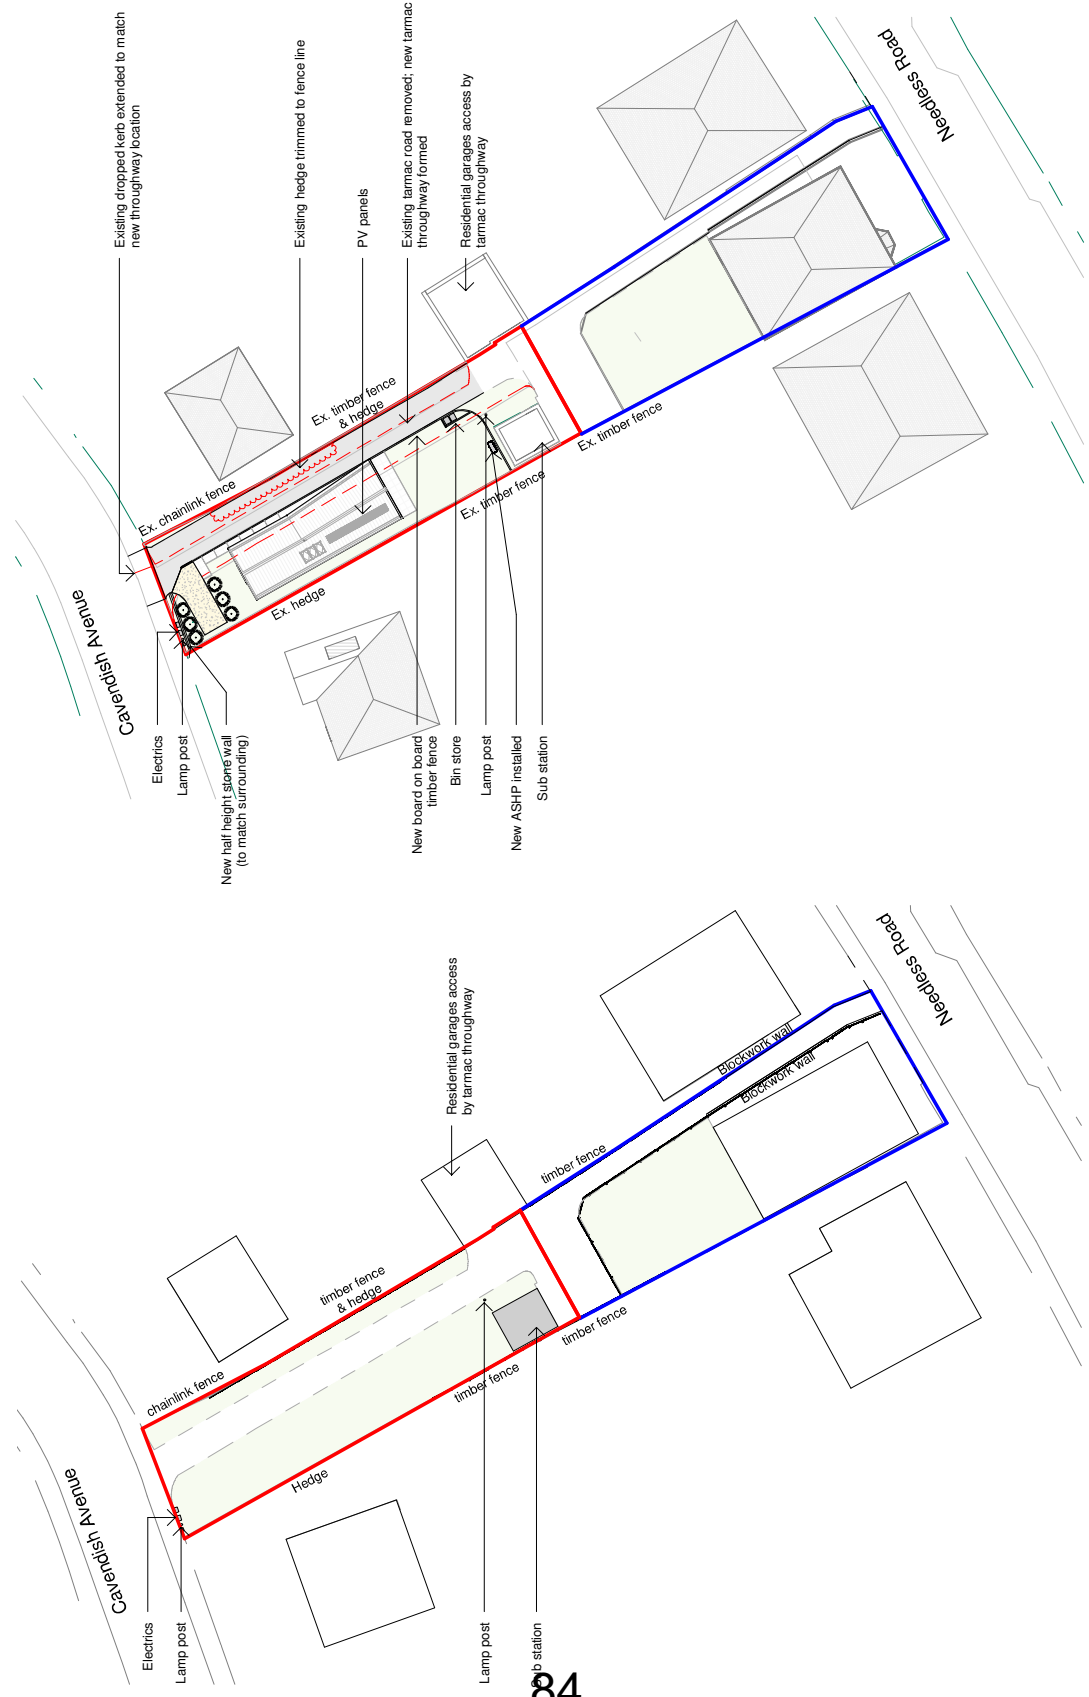 Existing dropped kerb extended to match
new throughway location
Existing hedge trimmed to fence line
PV panels
Existing tarmac road removed; new tarmac
throughway formed
Residential garages access by
tarmac throughway
Needless Road
Ex. timber fence
& hedge
Ex. chainlink fence
Ex. timber fence
Ex. timber fence
Ex. hedge
Cavendish Avenue
Electrics
Lamp post
New half height stone wall
(to match surrounding)
New board on board
timber fence
Bin store
Lamp post
New ASHP installed
Sub station
Residential garages access
by tarmac throughway
Needless Road
Blockwork wall
Blockwork wall
timber fence
timber fence
& hedge
chainlink fence
timber fence
timber fence
Hedge
Cavendish Avenue
Electrics
Lamp post
Lamp post
Sub station
84